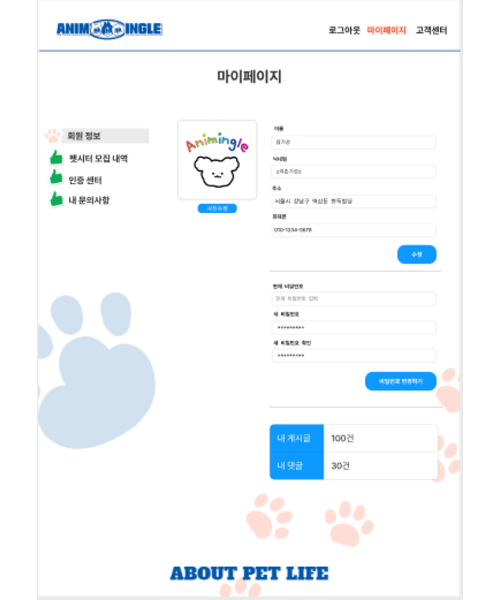 ANIM INGLE
로그아웃 마이페이지 고객센터
마이페이지
회원 정보
펫시터 모집 내역
인증 센터
내 문의사항
Animingle
사진수정
이름
닉네임
주소
서울시 강남구 역삼동 한독빌딩
휴대폰
010-1234-5678
수정
현재 비밀번호
현재 비밀번호 입력
새 비밀번호
*********
새 비밀번호 확인
*********
비밀번호 변경하기
내 게시글 100건
내 댓글 30건
ABOUT PET LIFE